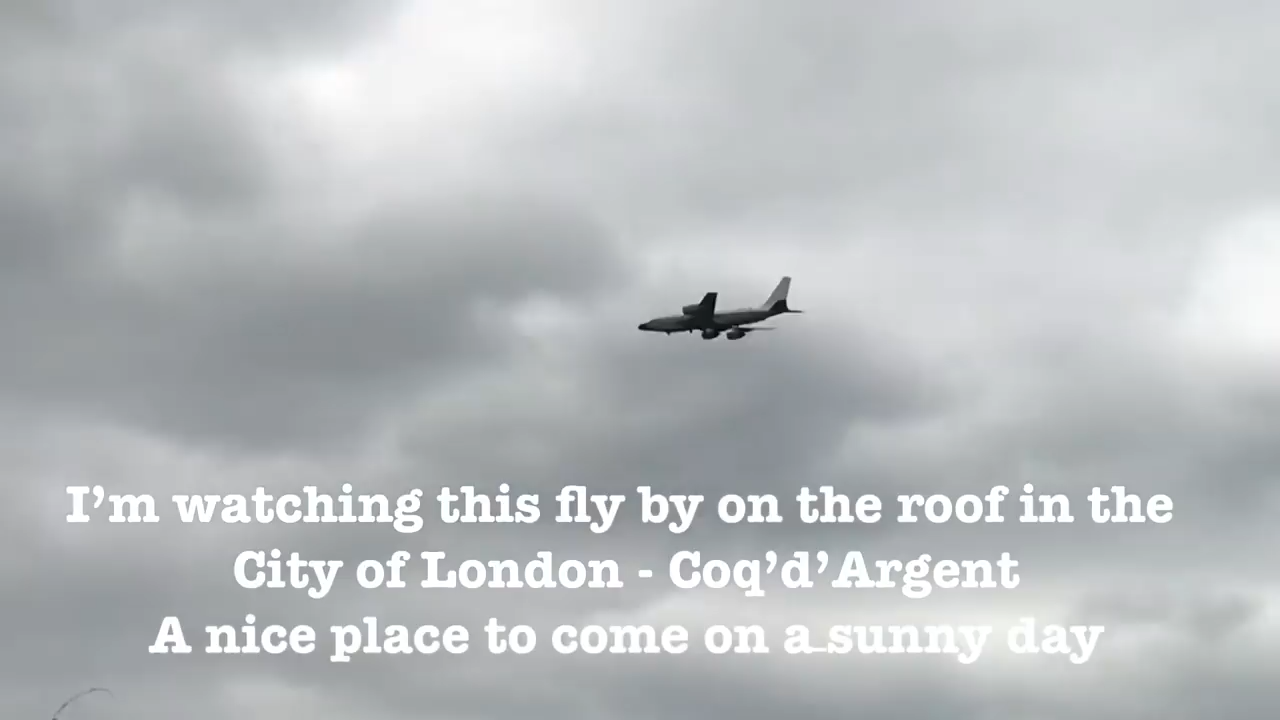 I’m watching this fly by on the roof in the
City of London - Coq’d’Argent
A nice place to come on a sunny day